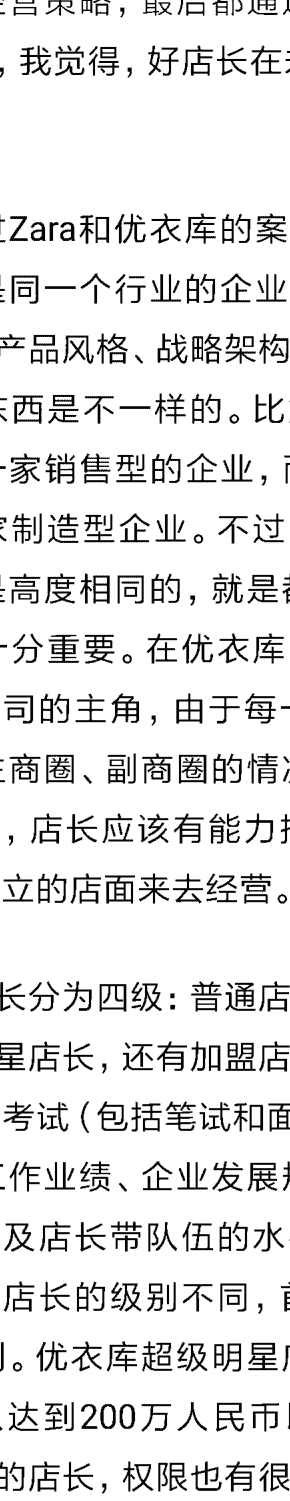 营策略，最后都通
，我觉得，好店长在
Zara和优衣库的案
是同一个行业的企业
产品风格、战略架构
东西是不一样的。比
一家销售型的企业，
家制造型企业。不过
是高度相同的，就是
十分重要。在优衣库
司的主角，由于每
主商圈、副商圈的情
，店长应该有能力
立的店面来去经营。
长分为四级：普通店
星店长，还有加盟店
考试（包括笔试和面
工作业绩、企业发展
及店长带队伍的水
店长的级别不同，
。优衣库超级明星
达到200万人民币
的店长，权限也有很